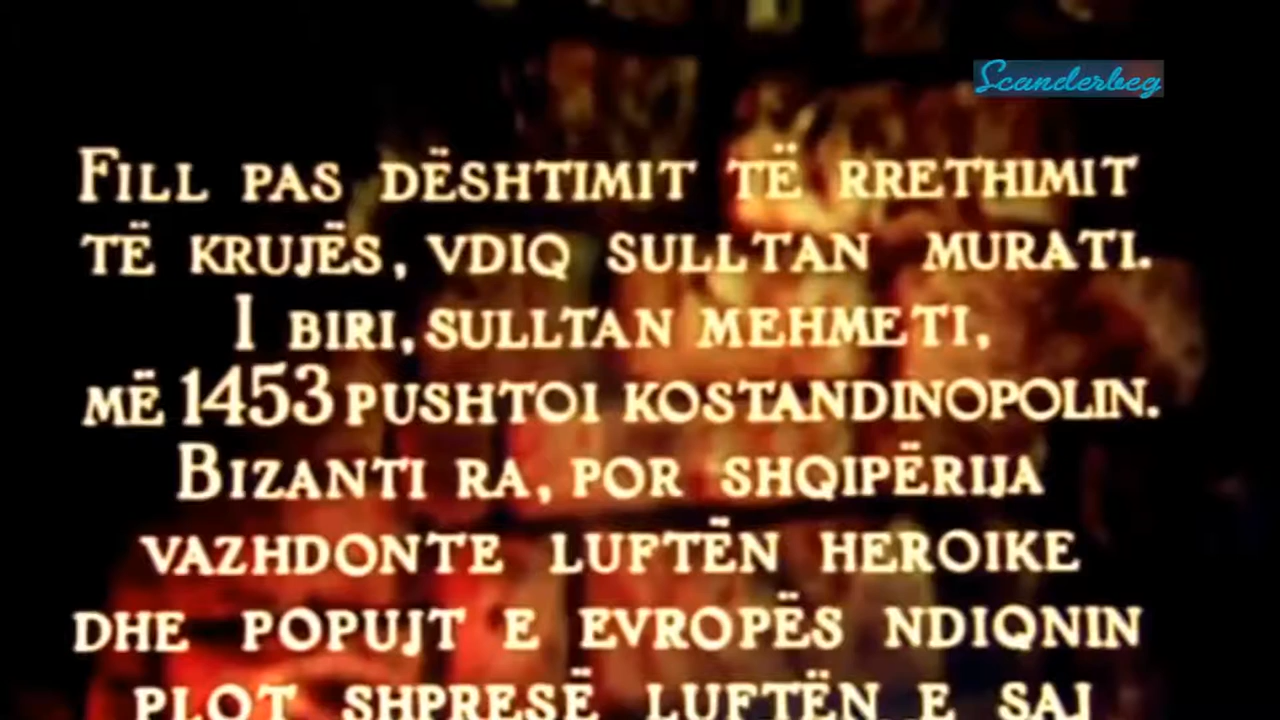 Scanderbeg
FILL PAS DËSHTIMIT TË RRETHIMIT
TË KRUJËS, VDIQ SULLTAN MURATI.
I BIRI, SULLTAN MEHMETI,
MË 1453 PUSHTOI KOSTANDINOPOLIN.
BIZANTI RA, POR SHQIPËRIJA
VAZHDONTE LUFTËN HEROIKE
DHE POPUJT E EVROPËS NDIQNIN
PLOT SHPRESË LUFTËN E SAJ